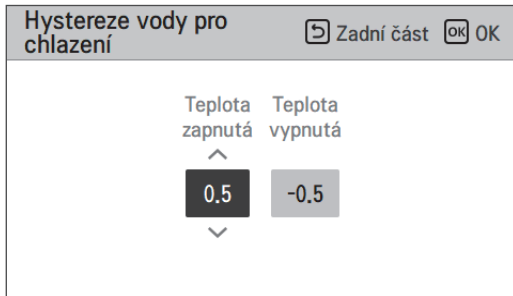 Hystereze vody pro
chlazení
Zadní část OK OK
Teplota Teplota
zapnutá vypnutá
0.5 -0.5